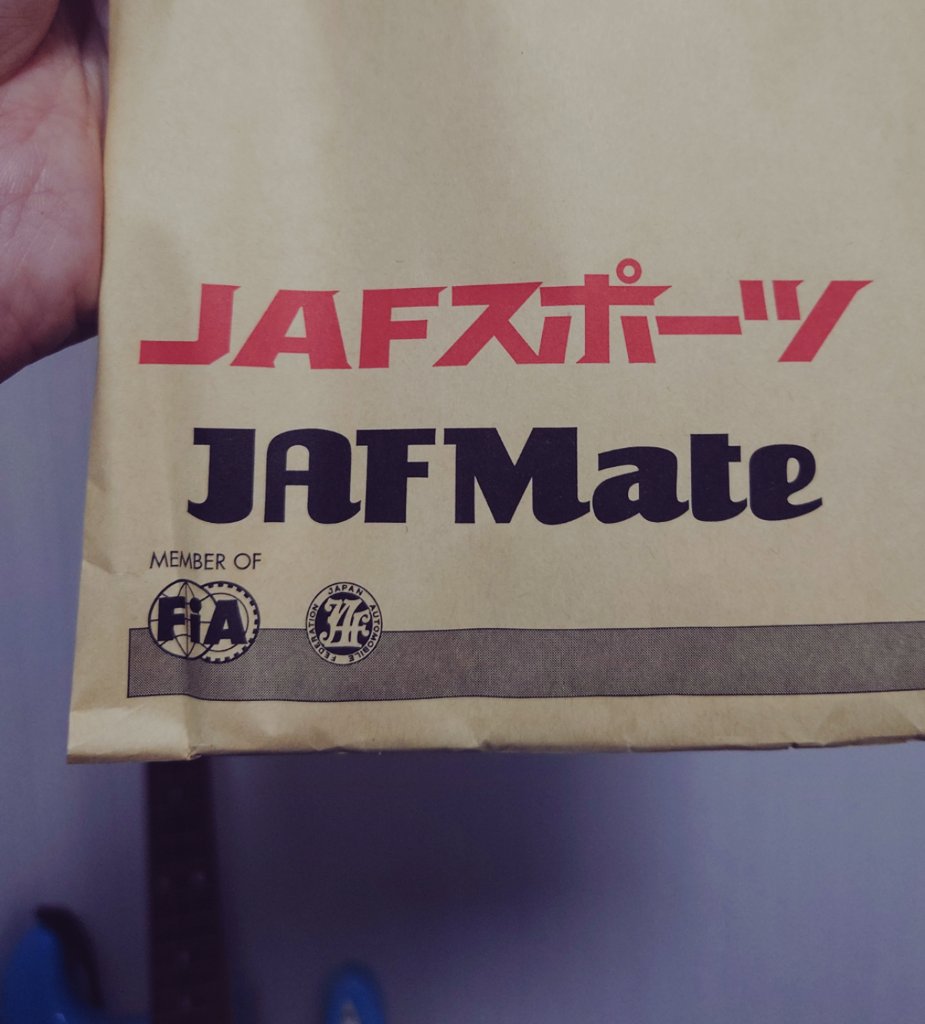 JAFスポーツ
JAFMate
MEMBER OF
FiA
JAPAN AUTOMOBILE FEDERATION
JAF